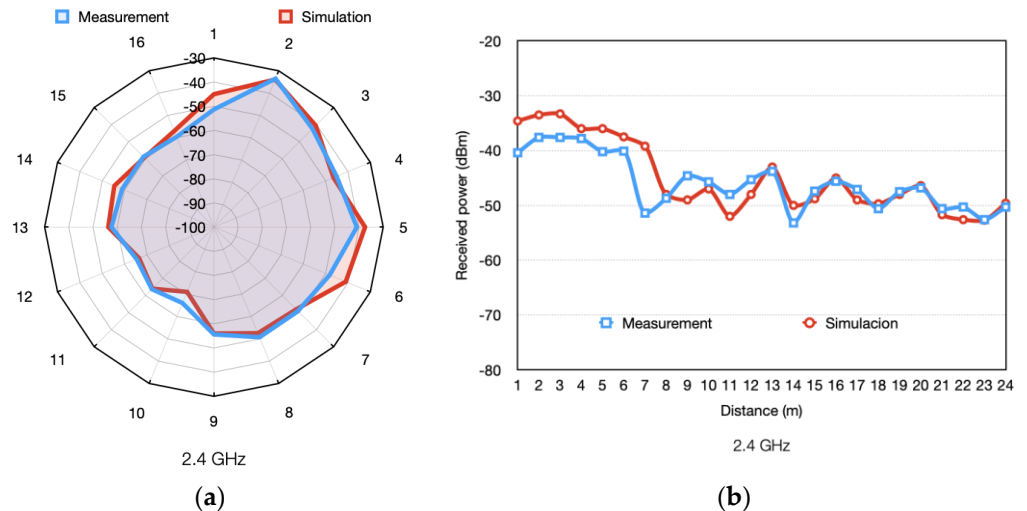 Measurement
Simulation
1
2
3
4
5
6
7
8
9
10
11
12
13
14
15
16
-30
-40
-50
-60
-70
-80
-90
-100
2.4 GHz
(a)
Received power (dBm)
-20
-30
-40
-50
-60
-70
-80
Measurement
Simulacion
1 2 3 4 5 6 7 8 9 10 11 12 13 14 15 16 17 18 19 20 21 22 23 24
Distance (m)
2.4 GHz
(b)